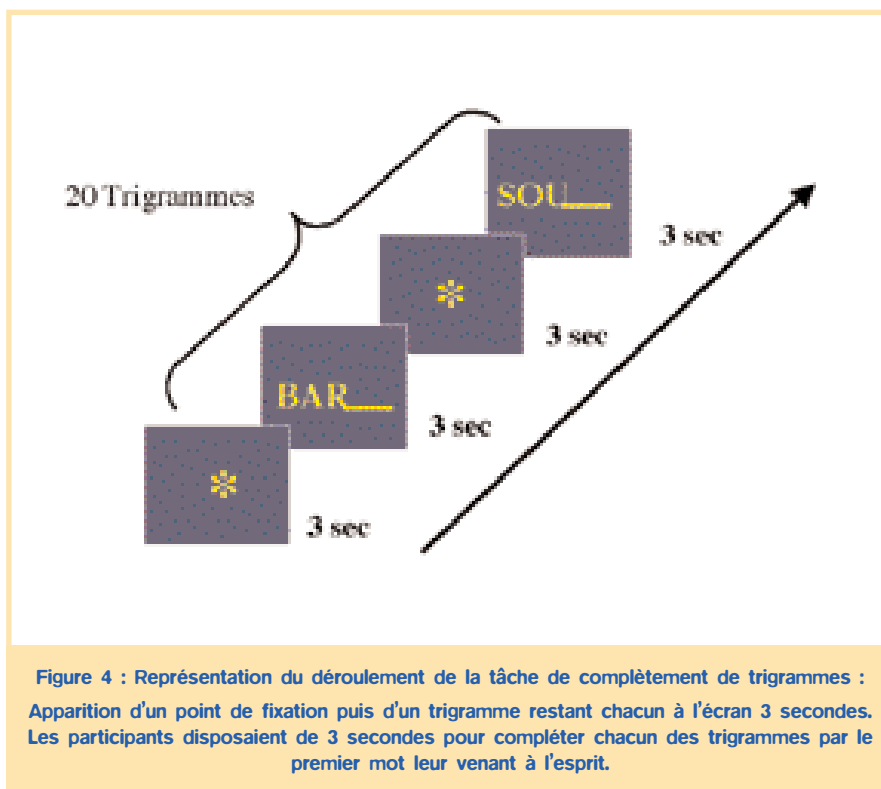 SOU___
20 Trigrammes
3 sec
*
3 sec
BAR___
3 sec
*
3 sec
Figure 4 : Représentation du déroulement de la tâche de complètement de trigrammes :
Apparition d'un point de fixation puis d'un trigramme restant chacun à l'écran 3 secondes.
Les participants disposaient de 3 secondes pour compléter chacun des trigrammes par le
premier mot leur venant à l'esprit.